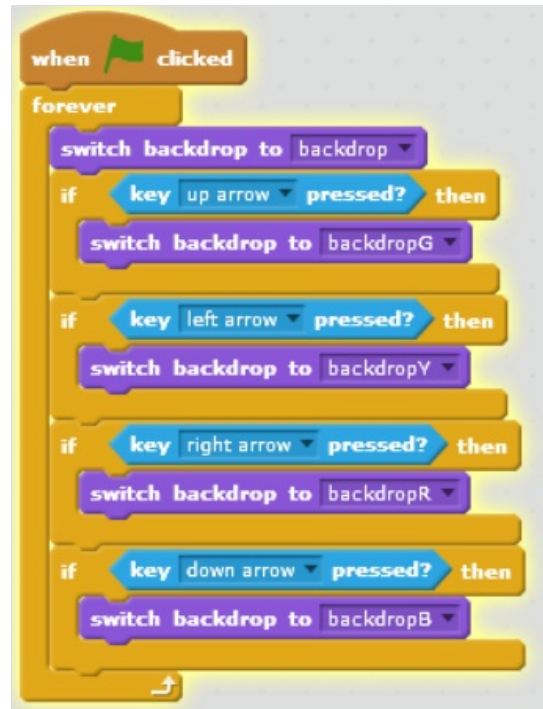 when clicked
forever
switch backdrop to backdrop
if key up arrow pressed? then
switch backdrop to backdropG
if key left arrow pressed? then
switch backdrop to backdropY
if key right arrow pressed? then
switch backdrop to backdropR
if key down arrow pressed? then
switch backdrop to backdropB